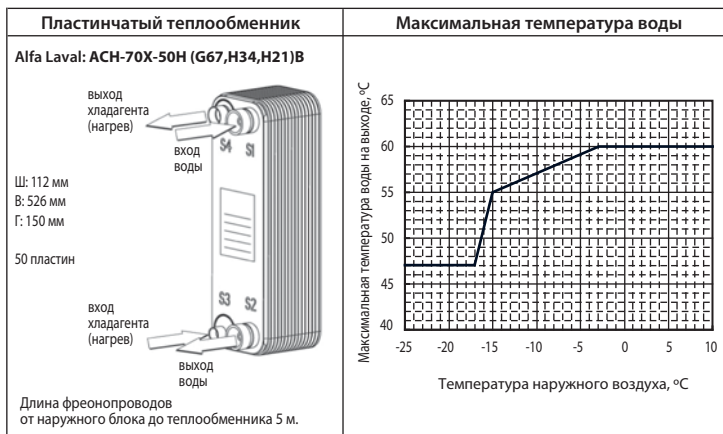 Пластинчатый теплообменник
Максимальная температура воды
Alfa Laval: ACH-70X-50H (G67,H34,H21)B
выход
хладагента
(нагрев)
вход
воды
S4 S1
Ш: 112 мм
В: 526 мм
Г: 150 мм
50 пластин
S3 S2
вход
хладагента
(нагрев)
выход
воды
Длина фреонопроводов
от наружного блока до теплообменника 5 м.
Максимальная температура воды на выходе, ºC
65
60
55
50
45
40
-25 -20 -15 -10 -5 0 5 10
Температура наружного воздуха, ºC